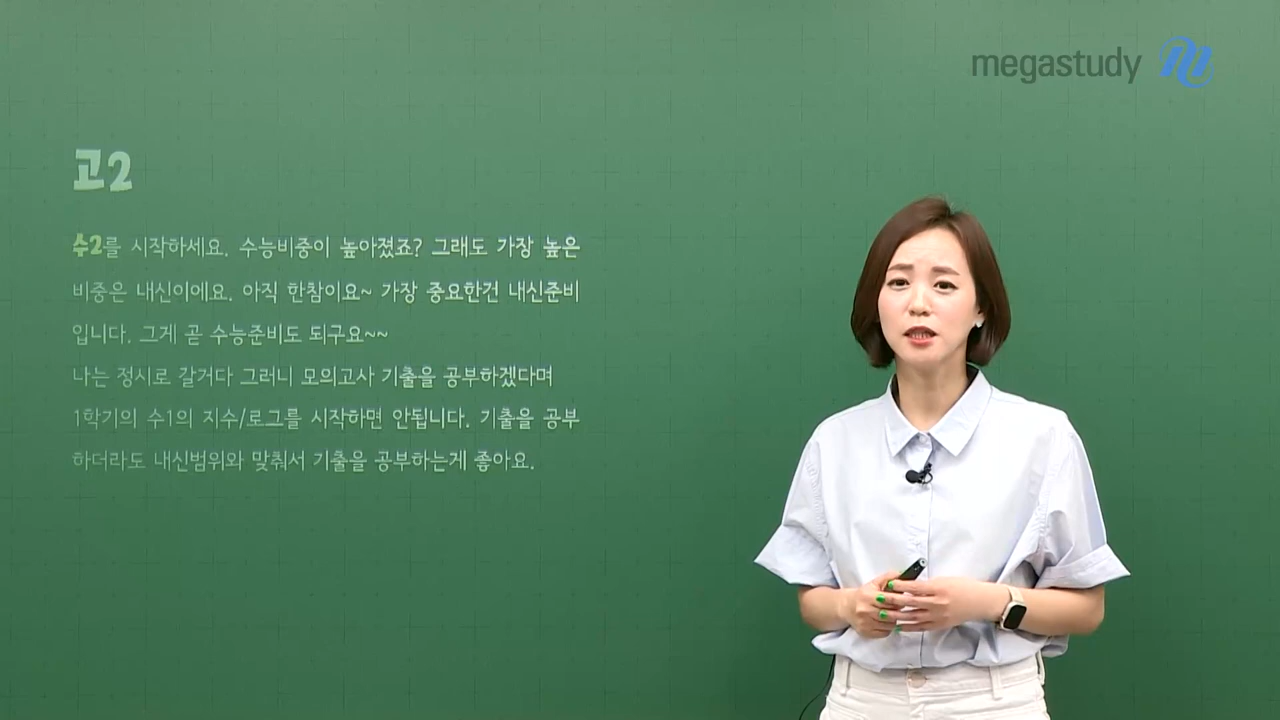 megastudy
고2
수2를 시작하세요. 수능비중이 높아졌죠? 그래도 가장 높은
비중은 내신이에요. 아직 한참이요~ 가장 중요한건 내신준비
입니다. 그게 곧 수능준비도 되구요~~
나는 정시로 갈거다 그러니 모의고사 기출을 공부하겠다며
1학기의 수1의 지수/로그를 시작하면 안됩니다. 기출을 공부
하더라도 내신범위와 맞춰서 기출을 공부하는게 좋아요.